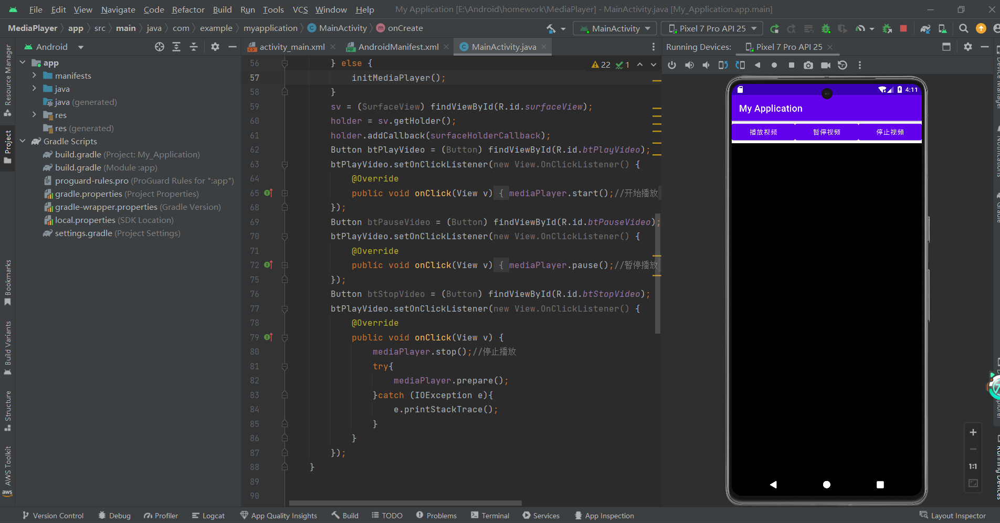 File Edit View Navigate Code Refactor Build Run Tools VCS Window Help My Application [E:\Android\homework\MediaPlayer] - MainActivity.java [My_Application.app.main]
MediaPlayer app src main java com example myapplication MainActivity onCreate MainActivity Pixel 7 Pro API 25
Android
activity_main.xml AndroidManifest.xml MainActivity.java
Running Devices: Pixel 7 Pro API 25
Resource Manager
Project
Bookmarks
Build Variants
Structure
AWS Toolkit
aws
app
manifests
java
java (generated)
res
res (generated)
Gradle Scripts
build.gradle (Project: My_Application)
build.gradle (Module :app)
proguard-rules.pro (ProGuard Rules for ":app")
gradle.properties (Project Properties)
gradle-wrapper.properties (Gradle Version)
local.properties (SDK Location)
settings.gradle (Project Settings)
22 1
56 } else {
57 initMediaPlayer();
58 }
59 sv = (SurfaceView) findViewById(R.id.surfaceView);
60 holder = sv.getHolder();
61 holder.addCallback(surfaceHolderCallback);
62 Button btPlayVideo = (Button) findViewById(R.id.btPlayVideo);
63 btPlayVideo.setOnClickListener(new View.OnClickListener() {
64 @Override
65 public void onClick(View v) { mediaPlayer.start();//开始播放
68 });
69 Button btPauseVideo = (Button) findViewById(R.id.btPauseVideo);
70 btPlayVideo.setOnClickListener(new View.OnClickListener() {
71 @Override
72 public void onClick(View v) { mediaPlayer.pause();//暂停播放
75 });
76 Button btStopVideo = (Button) findViewById(R.id.btStopVideo);
77 btPlayVideo.setOnClickListener(new View.OnClickListener() {
78 @Override
79 public void onClick(View v) {
80 mediaPlayer.stop();//停止播放
81 try{
82 mediaPlayer.prepare();
83 }catch (IOException e){
84 e.printStackTrace();
85 }
86 }
87 });
88 }
89
90
4:11
My Application
播放视频 暂停视频 停止视频
1:1
Device Manager
Notifications
Gradle
Running Devices
Version Control Debug Profiler Logcat App Quality Insights Build TODO Problems Terminal Services App Inspection Layout Inspector